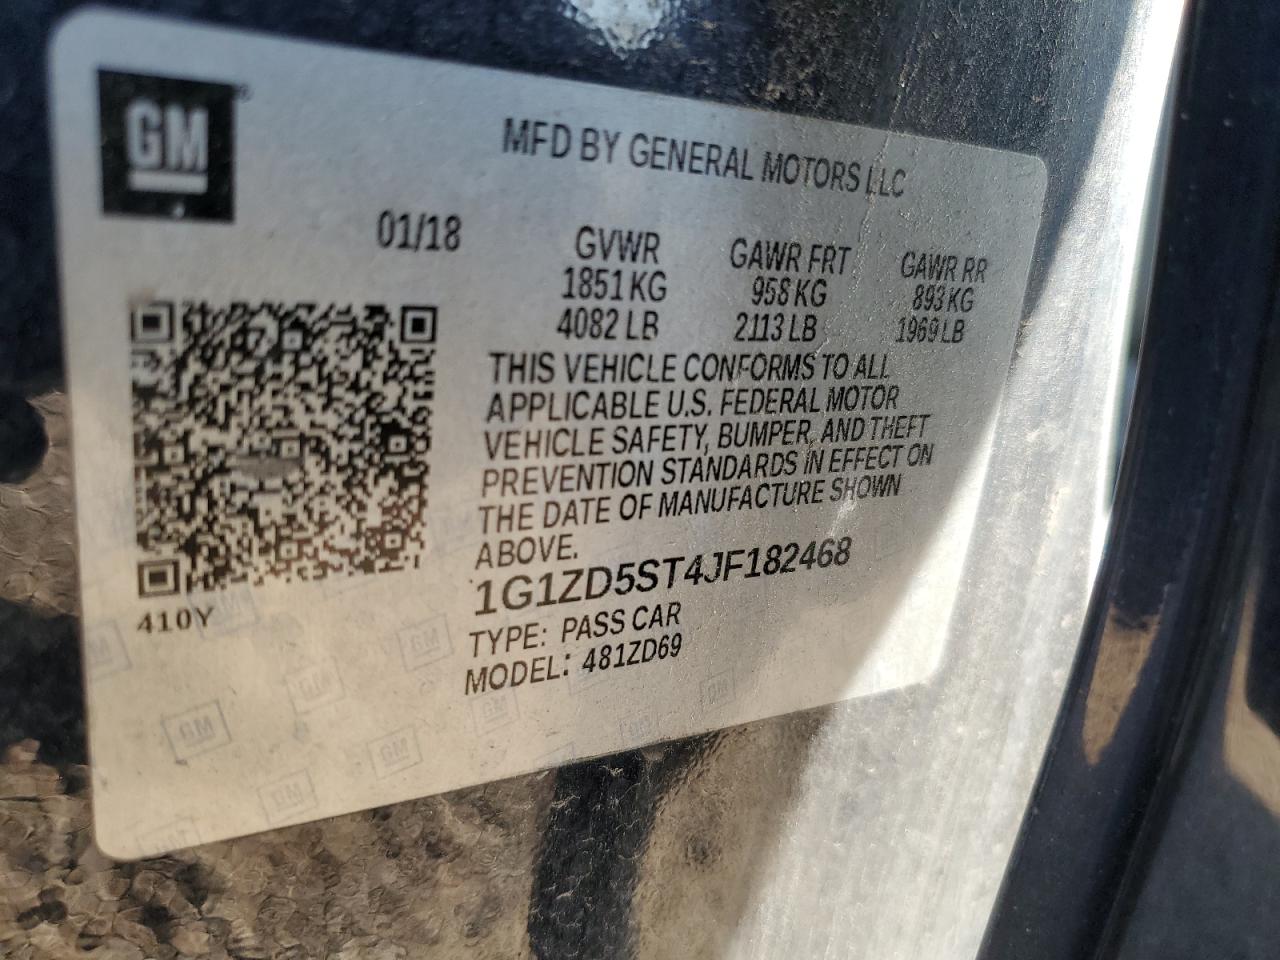 GM
MFD BY GENERAL MOTORS LLC
01/18
GVWR GAWR FRT GAWR RR
1851 KG 958 KG 893 KG
4082 LB 2113 LB 1969 LB
THIS VEHICLE CONFORMS TO ALL
APPLICABLE U.S. FEDERAL MOTOR
VEHICLE SAFETY, BUMPER, AND THEFT
PREVENTION STANDARDS IN EFFECT ON
THE DATE OF MANUFACTURE SHOWN
ABOVE.
1G1ZD5ST4JF182468
TYPE: PASS CAR
MODEL: 481ZD69
410Y